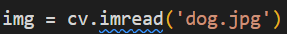 img = cv.imread('dog.jpg')